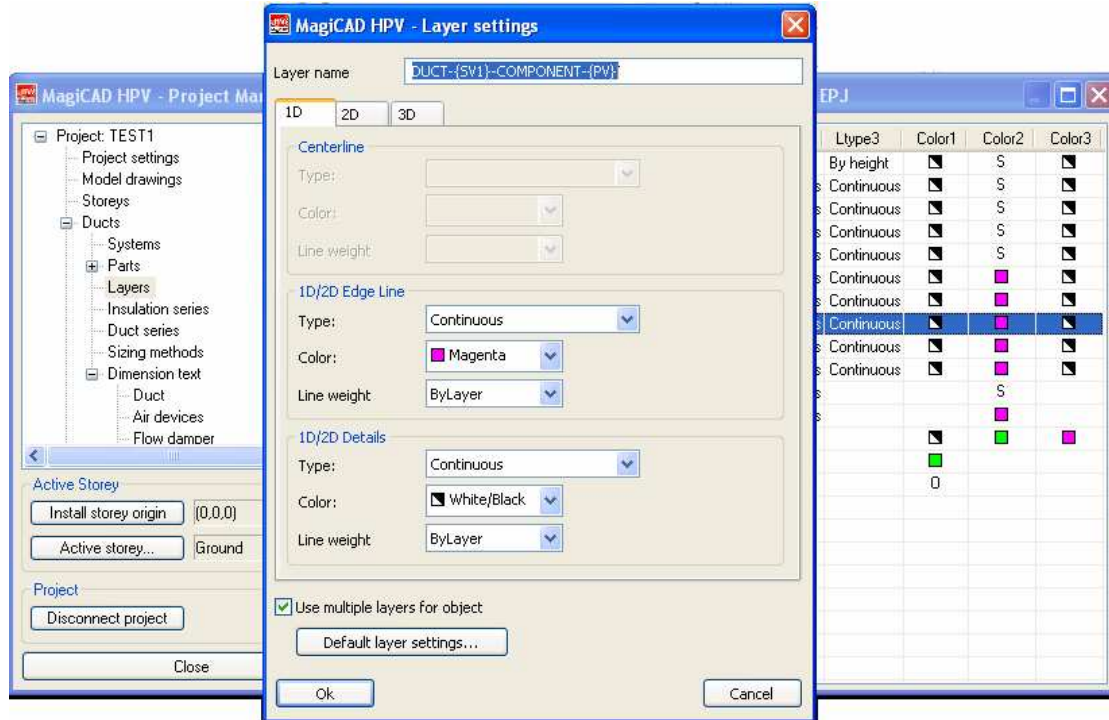 MagiCAD HPV - Layer settings
Layer name
DUCT-{SV1}-COMPONENT-{PV}'
1D
2D
3D
Centerline
Type:
Color:
Line weight
1D/2D Edge Line
Type:
Continuous
Color:
Magenta
Line weight
ByLayer
1D/2D Details
Type:
Continuous
Color:
White/Black
Line weight
ByLayer
Use multiple layers for object
Default layer settings...
Ok
Cancel
MagiCAD HPV - Project Ma
Project: TEST1
Project settings
Model drawings
Storeys
Ducts
Systems
Parts
Layers
Insulation series
Duct series
Sizing methods
Dimension text
Duct
Air devices
Flow damper
Active Storey
Install storey origin
(0,0,0)
Active storey...
Ground
Project
Disconnect project
Close
EPJ
Ltype3 Color1 Color2 Color3
By height S
s Continuous S
s Continuous S
s Continuous S
s Continuous S
s Continuous
s Continuous
s Continuous
s Continuous
s Continuous
s S
s
0